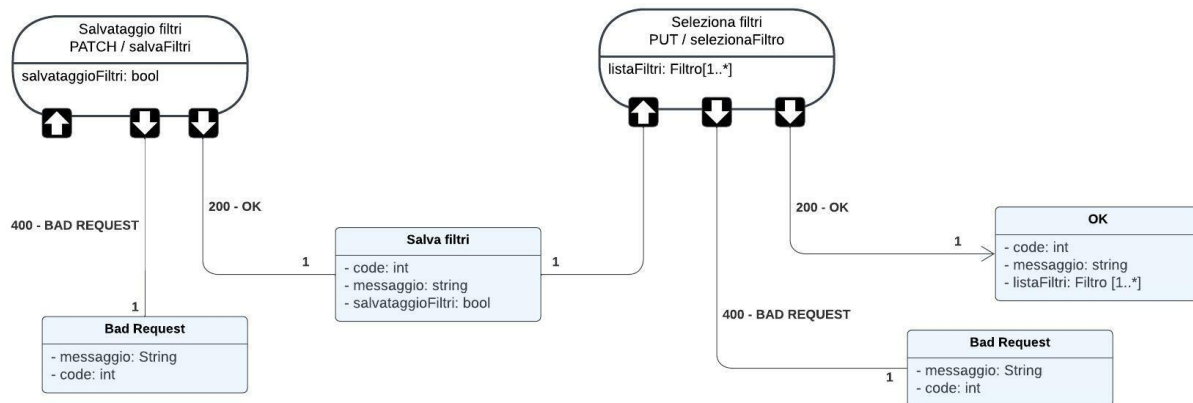 Salvataggio filtri
PATCH / salvaFiltri
salvataggioFiltri: bool
400 - BAD REQUEST
200 - OK
1
Bad Request
- messaggio: String
- code: int
1
Salva filtri
- code: int
- messaggio: string
- salvataggioFiltri: bool
1
Seleziona filtri
PUT / selezionaFiltro
listaFiltri: Filtro[1..*]
200 - OK
1
OK
- code: int
- messaggio: string
- listaFiltri: Filtro [1..*]
400 - BAD REQUEST
1
Bad Request
- messaggio: String
- code: int